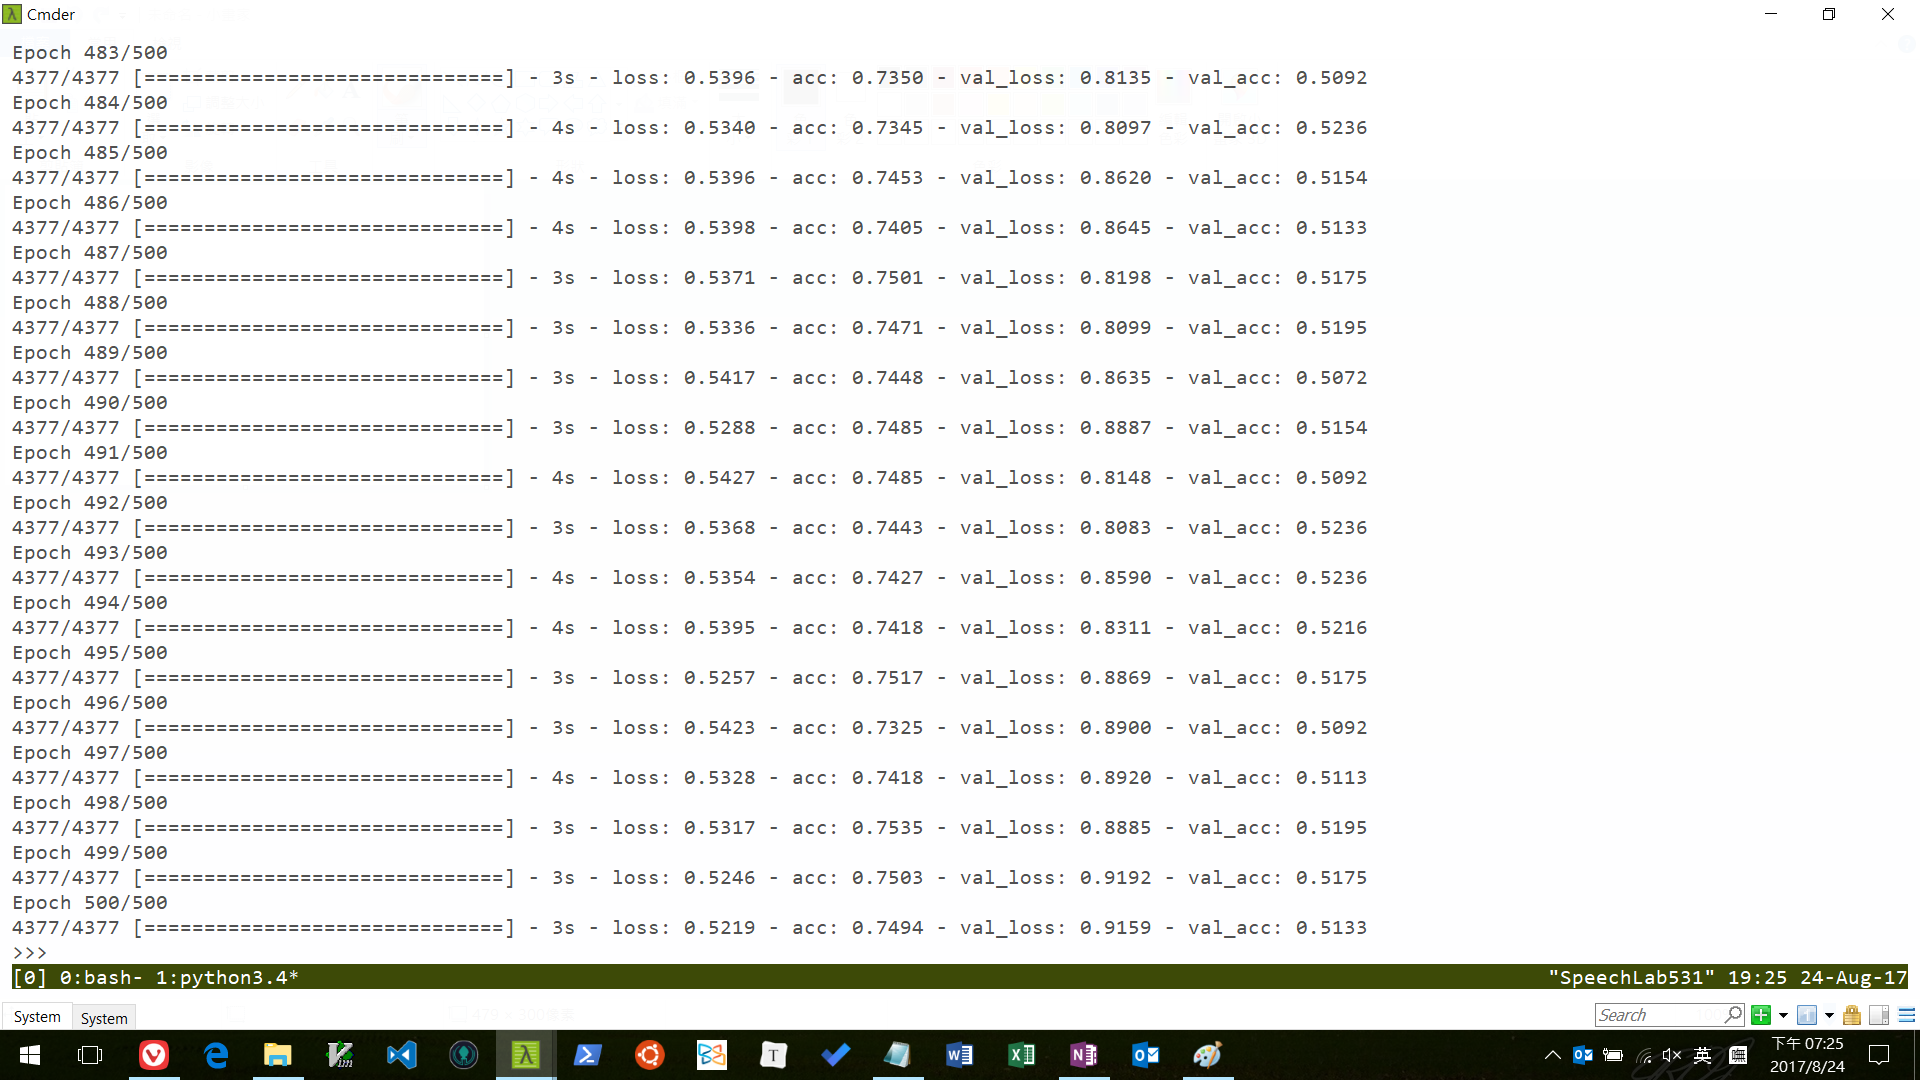 Cmder
Epoch 483/500
4377/4377 [==============================] - 3s - loss: 0.5396 - acc: 0.7350 - val_loss: 0.8135 - val_acc: 0.5092
Epoch 484/500
4377/4377 [==============================] - 4s - loss: 0.5340 - acc: 0.7345 - val_loss: 0.8097 - val_acc: 0.5236
Epoch 485/500
4377/4377 [==============================] - 4s - loss: 0.5396 - acc: 0.7453 - val_loss: 0.8620 - val_acc: 0.5154
Epoch 486/500
4377/4377 [==============================] - 4s - loss: 0.5398 - acc: 0.7405 - val_loss: 0.8645 - val_acc: 0.5133
Epoch 487/500
4377/4377 [==============================] - 3s - loss: 0.5371 - acc: 0.7501 - val_loss: 0.8198 - val_acc: 0.5175
Epoch 488/500
4377/4377 [==============================] - 3s - loss: 0.5336 - acc: 0.7471 - val_loss: 0.8099 - val_acc: 0.5195
Epoch 489/500
4377/4377 [==============================] - 3s - loss: 0.5417 - acc: 0.7448 - val_loss: 0.8635 - val_acc: 0.5072
Epoch 490/500
4377/4377 [==============================] - 3s - loss: 0.5288 - acc: 0.7485 - val_loss: 0.8887 - val_acc: 0.5154
Epoch 491/500
4377/4377 [==============================] - 4s - loss: 0.5427 - acc: 0.7485 - val_loss: 0.8148 - val_acc: 0.5092
Epoch 492/500
4377/4377 [==============================] - 3s - loss: 0.5368 - acc: 0.7443 - val_loss: 0.8083 - val_acc: 0.5236
Epoch 493/500
4377/4377 [==============================] - 4s - loss: 0.5354 - acc: 0.7427 - val_loss: 0.8590 - val_acc: 0.5236
Epoch 494/500
4377/4377 [==============================] - 4s - loss: 0.5395 - acc: 0.7418 - val_loss: 0.8311 - val_acc: 0.5216
Epoch 495/500
4377/4377 [==============================] - 3s - loss: 0.5257 - acc: 0.7517 - val_loss: 0.8869 - val_acc: 0.5175
Epoch 496/500
4377/4377 [==============================] - 3s - loss: 0.5423 - acc: 0.7325 - val_loss: 0.8900 - val_acc: 0.5092
Epoch 497/500
4377/4377 [==============================] - 4s - loss: 0.5328 - acc: 0.7418 - val_loss: 0.8920 - val_acc: 0.5113
Epoch 498/500
4377/4377 [==============================] - 3s - loss: 0.5317 - acc: 0.7535 - val_loss: 0.8885 - val_acc: 0.5195
Epoch 499/500
4377/4377 [==============================] - 3s - loss: 0.5246 - acc: 0.7503 - val_loss: 0.9192 - val_acc: 0.5175
Epoch 500/500
4377/4377 [==============================] - 3s - loss: 0.5219 - acc: 0.7494 - val_loss: 0.9159 - val_acc: 0.5133
>>>
[0] 0:bash- 1:python3.4* "SpeechLab531" 19:25 24-Aug-17
System System Search
英 下午 07:25
2017/8/24